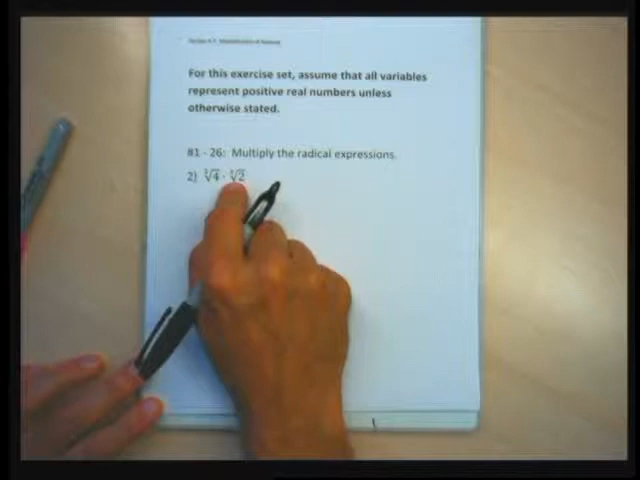 For this exercise set, assume that all variables
represent positive real numbers unless
otherwise stated.
#1 - 26: Multiply the radical expressions.
2) ∛4 · ∛2